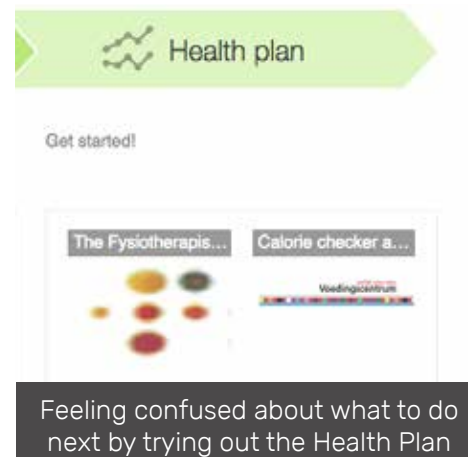 Health plan
Get started!
The Fysiotherapis...
Calorie checker a...
Voedingscentrum
Feeling confused about what to do
next by trying out the Health Plan